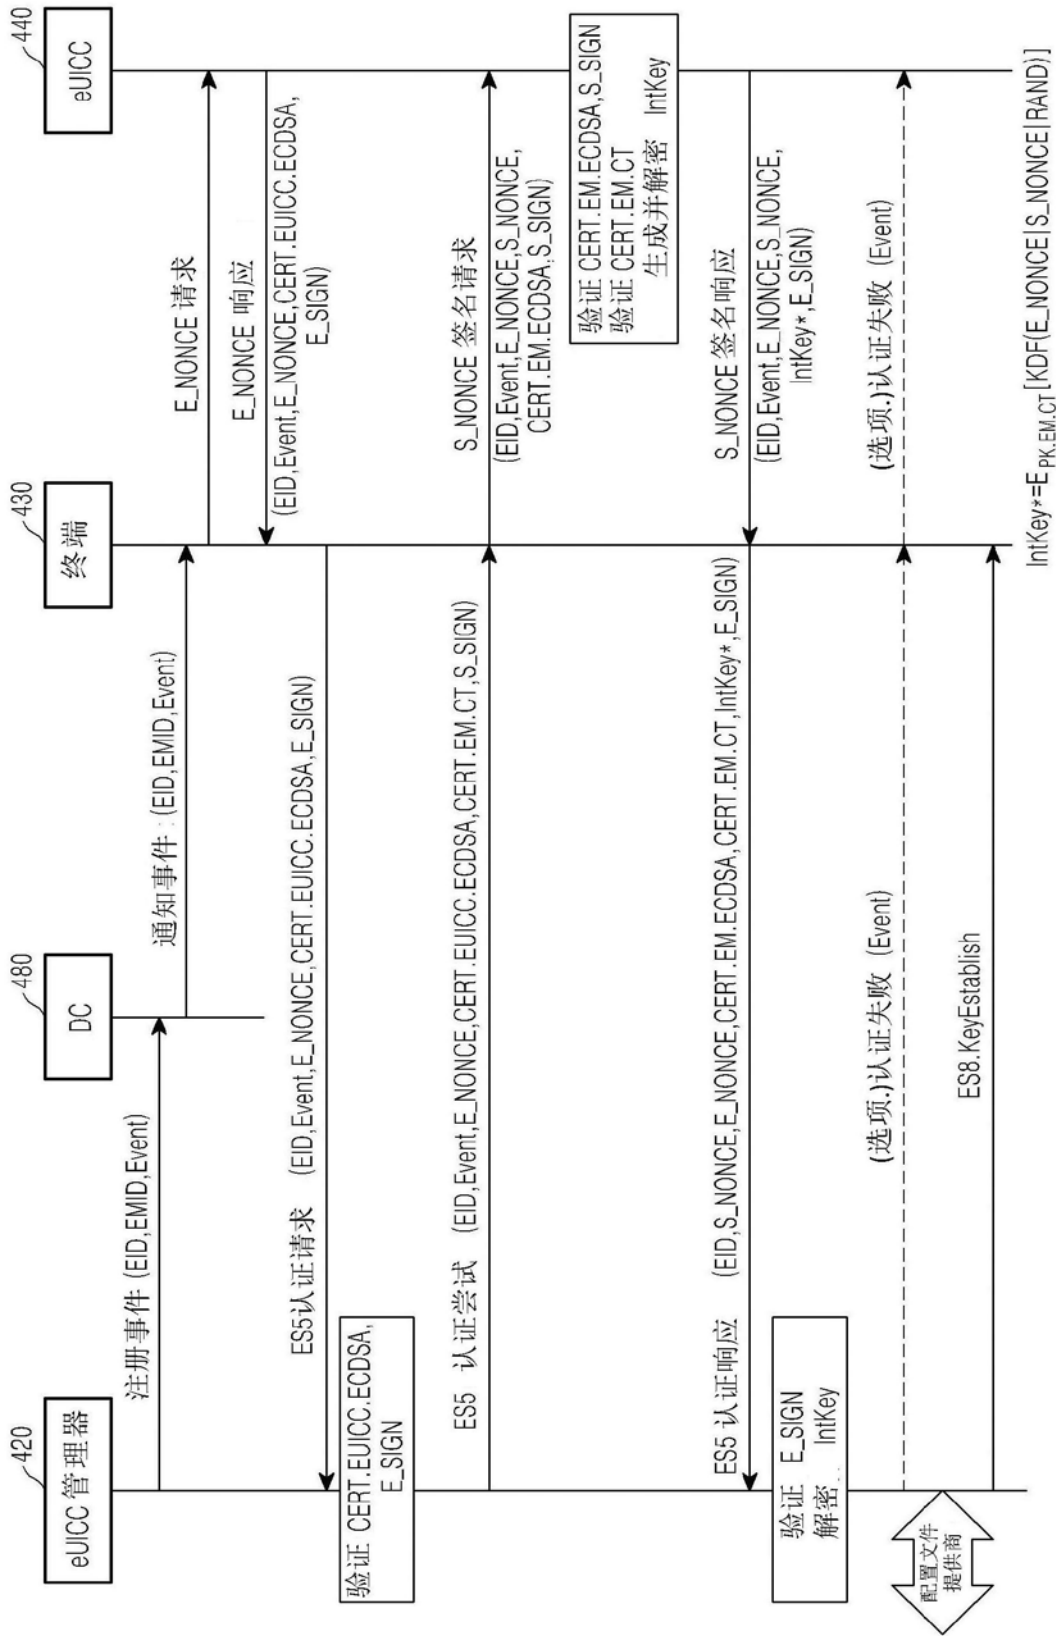 420
eUICC 管理器
480
DC
430
终端
440
eUICC
注册事件 (EID,EMID,Event)
通知事件 : (EID,EMID,Event)
E_NONCE 请求
E_NONCE 响应
(EID,Event,E_NONCE,CERT.EUICC.ECDSA,
E_SIGN)
ES5认证请求 (EID,Event,E_NONCE,CERT.EUICC.ECDSA,E_SIGN)
验证 CERT.EUICC.ECDSA,
E_SIGN
ES5 认证尝试 (EID,Event,E_NONCE,CERT.EUICC.ECDSA,CERT.EM.CT,S_SIGN)
S_NONCE 签名请求
(EID,Event,E_NONCE,S_NONCE,
CERT.EM.ECDSA,S_SIGN)
验证 CERT.EM.ECDSA,S_SIGN
验证 CERT.EM.CT
生成并解密 IntKey
S_NONCE 签名响应
(EID,Event,E_NONCE,S_NONCE,
IntKey*,E_SIGN)
ES5 认证响应 (EID,S_NONCE,E_NONCE,CERT.EM.ECDSA,CERT.EM.CT,IntKey*,E_SIGN)
验证 E_SIGN
解密... IntKey
(选项.)认证失败 (Event)
(选项.)认证失败 (Event)
配置文件
提供商
ES8.KeyEstablish
IntKey*=E_PK.EM.CT[KDF(E_NONCE|S_NONCE|RAND)]